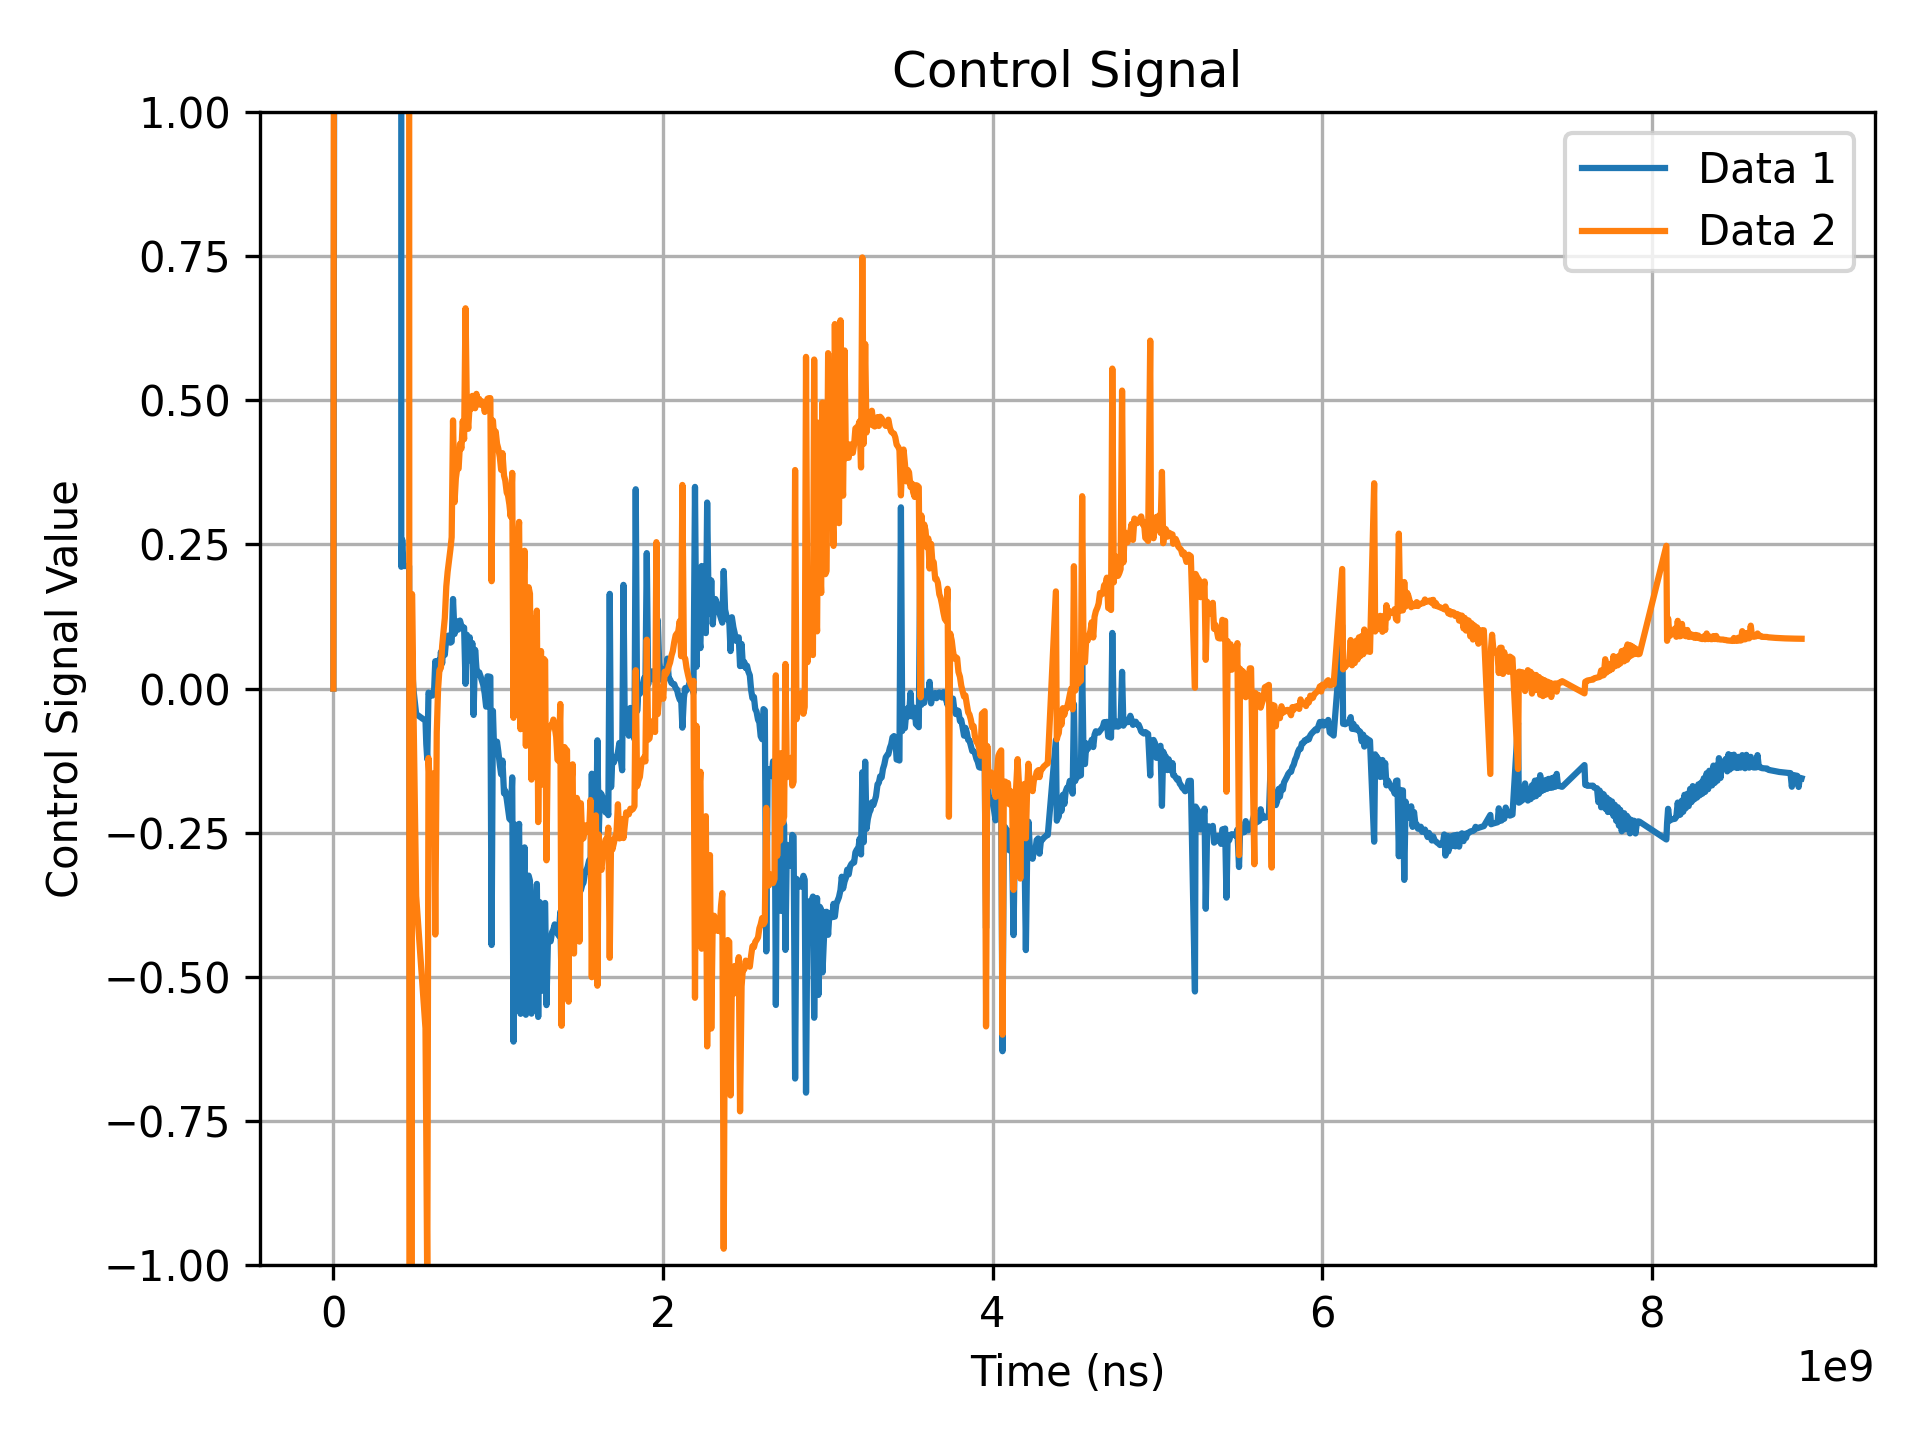 Control Signal
1.00
0.75
0.50
0.25
0.00
−0.25
−0.50
−0.75
−1.00
Control Signal Value
Data 1
Data 2
0 2 4 6 8
1e9
Time (ns)